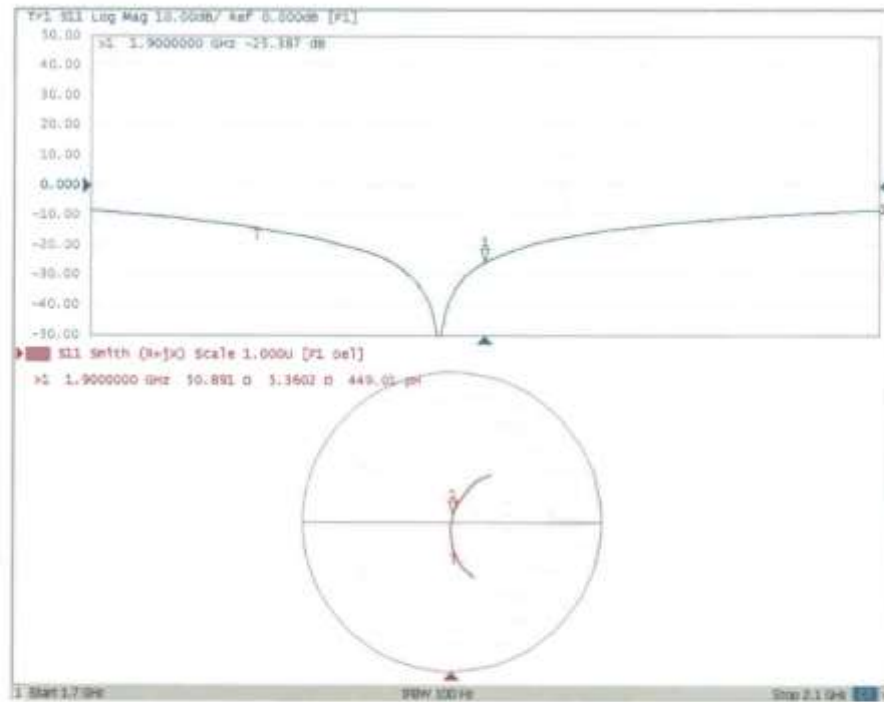 Tr1 S11 Log Mag 10.00dB/ Ref 0.000dB [F1]
50.00
>1 1.9000000 GHz -25.387 dB
40.00
30.00
20.00
10.00
0.000
-10.00
-20.00
-30.00
-40.00
-50.00
S11 Smith (R+jX) Scale 1.000U [F1 Del]
>1 1.9000000 GHz 50.891 Ω 5.3602 Ω 449.01 pH
1 Start 1.7 GHz IFBW 100 Hz Stop 2.1 GHz